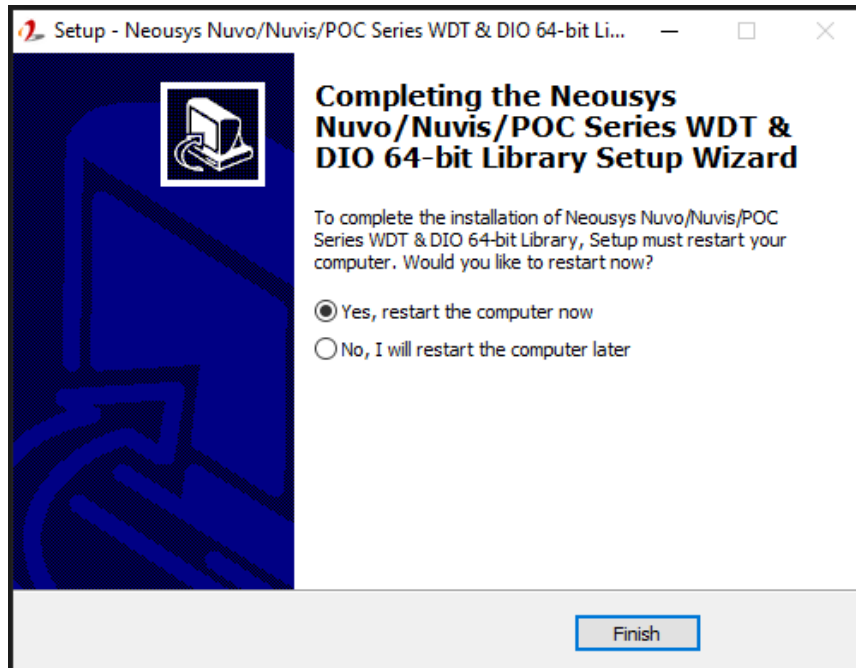 Setup - Neousys Nuvo/Nuvis/POC Series WDT & DIO 64-bit Li...
Completing the Neousys
Nuvo/Nuvis/POC Series WDT &
DIO 64-bit Library Setup Wizard
To complete the installation of Neousys Nuvo/Nuvis/POC
Series WDT & DIO 64-bit Library, Setup must restart your
computer. Would you like to restart now?
Yes, restart the computer now
No, I will restart the computer later
Finish